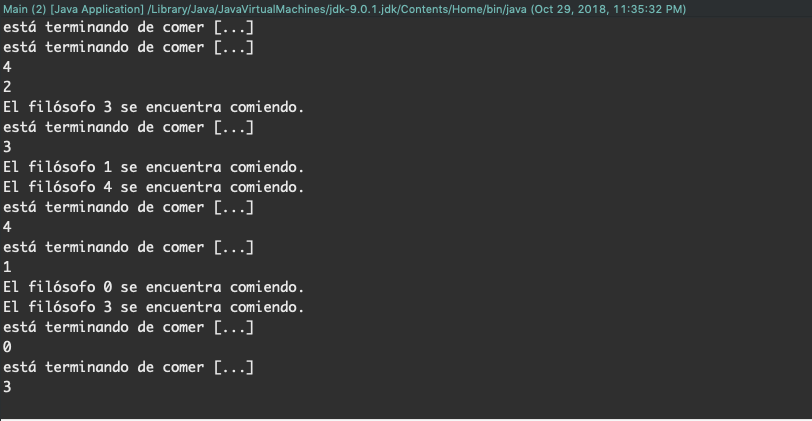 Main (2) [Java Application] /Library/Java/JavaVirtualMachines/jdk-9.0.1.jdk/Contents/Home/bin/java (Oct 29, 2018, 11:35:32 PM)
está terminando de comer [...]
está terminando de comer [...]
4
2
El filósofo 3 se encuentra comiendo.
está terminando de comer [...]
3
El filósofo 1 se encuentra comiendo.
El filósofo 4 se encuentra comiendo.
está terminando de comer [...]
4
está terminando de comer [...]
1
El filósofo 0 se encuentra comiendo.
El filósofo 3 se encuentra comiendo.
está terminando de comer [...]
0
está terminando de comer [...]
3